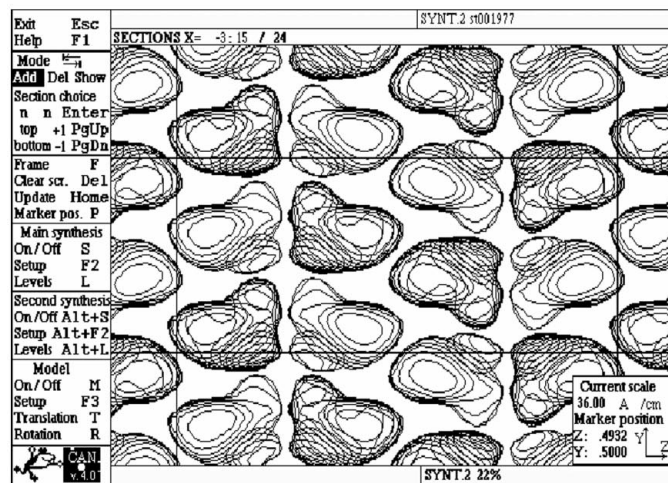 SYNT.2 st001977
SECTIONS X= -3:15 / 24
Exit Esc
Help F1
Mode
Add Del Show
Section choice
n n Enter
top +1 PgUp
bottom -1 PgDn
Frame F
Clear scr. Del
Update Home
Marker pos. P
Main synthesis
On/Off S
Setup F2
Levels L
Second synthesis
On/Off Alt+S
Setup Alt+F2
Levels Alt+L
Model
On/Off M
Setup F3
Translation T
Rotation R
CAN
v.4.0
Current scale
36.00 A /cm
Marker position
Z: .4932 Y
Y: .5000 Z
SYNT.2 22%